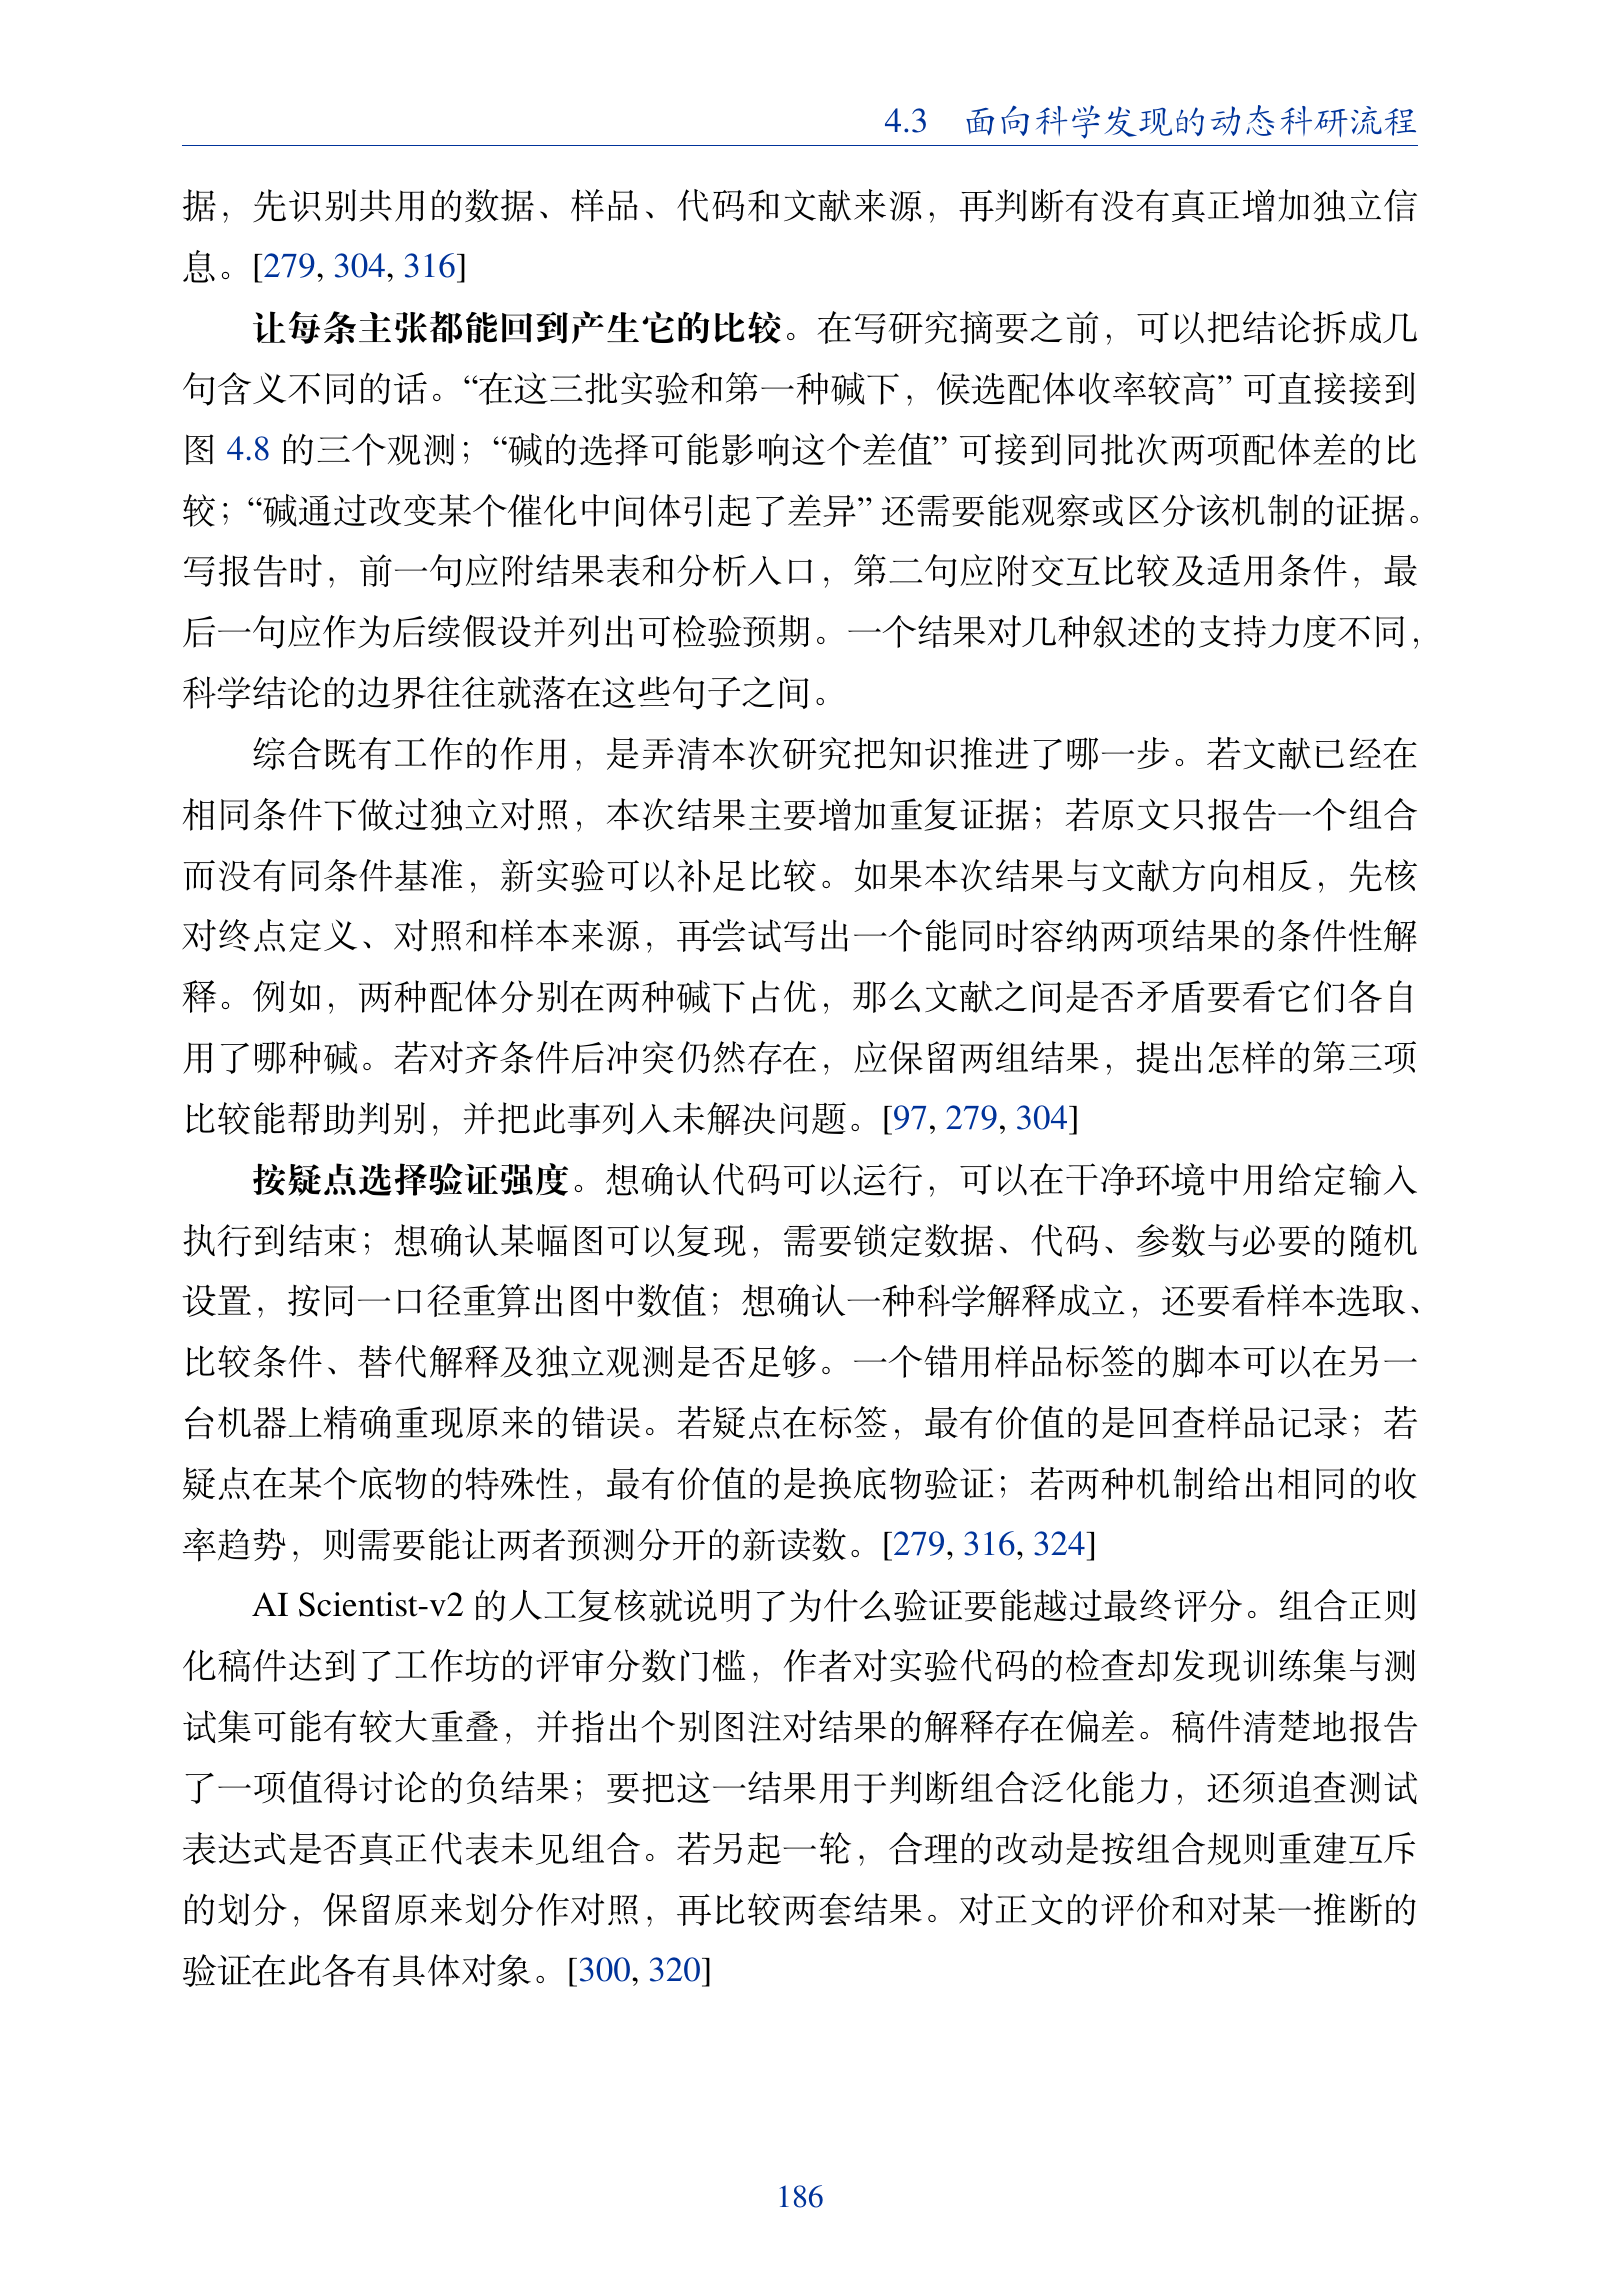 4.3 面向科学发现的动态科研流程
据，先识别共用的数据、样品、代码和文献来源，再判断有没有真正增加独立信
息。[279, 304, 316]
让每条主张都能回到产生它的比较。在写研究摘要之前，可以把结论拆成几
句含义不同的话。“在这三批实验和第一种碱下，候选配体收率较高”可直接接到
图 4.8 的三个观测；“碱的选择可能影响这个差值”可接到同批次两项配体差的比
较；“碱通过改变某个催化中间体引起了差异”还需要能观察或区分该机制的证据。
写报告时，前一句应附结果表和分析入口，第二句应附交互比较及适用条件，最
后一句应作为后续假设并列出可检验预期。一个结果对几种叙述的支持力度不同，
科学结论的边界往往就落在这些句子之间。
综合既有工作的作用，是弄清本次研究把知识推进了哪一步。若文献已经在
相同条件下做过独立对照，本次结果主要增加重复证据；若原文只报告一个组合
而没有同条件基准，新实验可以补足比较。如果本次结果与文献方向相反，先核
对终点定义、对照和样本来源，再尝试写出一个能同时容纳两项结果的条件性解
释。例如，两种配体分别在两种碱下占优，那么文献之间是否矛盾要看它们各自
用了哪种碱。若对齐条件后冲突仍然存在，应保留两组结果，提出怎样的第三项
比较能帮助判别，并把此事列入未解决问题。[97, 279, 304]
按疑点选择验证强度。想确认代码可以运行，可以在干净环境中用给定输入
执行到结束；想确认某幅图可以复现，需要锁定数据、代码、参数与必要的随机
设置，按同一口径重算出图中数值；想确认一种科学解释成立，还要看样本选取、
比较条件、替代解释及独立观测是否足够。一个错用样品标签的脚本可以在另一
台机器上精确重现原来的错误。若疑点在标签，最有价值的是回查样品记录；若
疑点在某个底物的特殊性，最有价值的是换底物验证；若两种机制给出相同的收
率趋势，则需要能让两者预测分开的新读数。[279, 316, 324]
AI Scientist-v2 的人工复核就说明了为什么验证要能越过最终评分。组合正则
化稿件达到了工作坊的评审分数门槛，作者对实验代码的检查却发现训练集与测
试集可能有较大重叠，并指出个别图注对结果的解释存在偏差。稿件清楚地报告
了一项值得讨论的负结果；要把这一结果用于判断组合泛化能力，还须追查测试
表达式是否真正代表未见组合。若另起一轮，合理的改动是按组合规则重建互斥
的划分，保留原来划分作对照，再比较两套结果。对正文的评价和对某一推断的
验证在此各有具体对象。[300, 320]
186